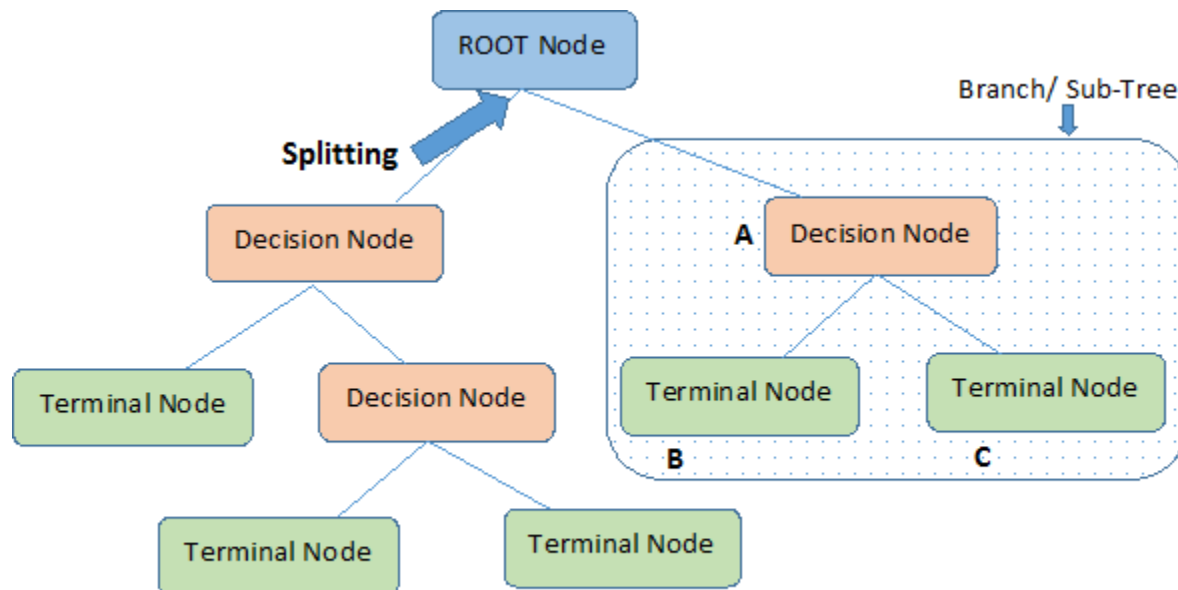 ROOT Node
Branch/ Sub-Tree
Splitting
Decision Node
A
Decision Node
Terminal Node
Decision Node
Terminal Node
Terminal Node
B
C
Terminal Node
Terminal Node